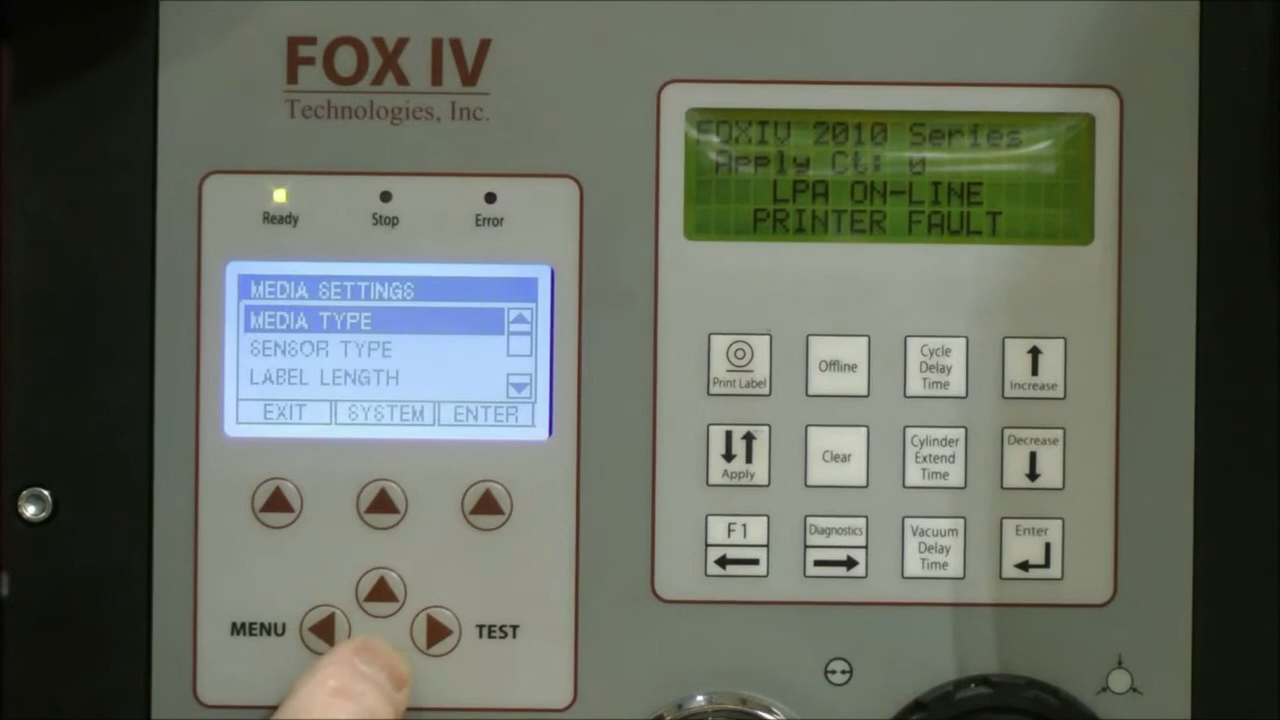 FOX IV
Technologies, Inc.
Ready
Stop
Error
MEDIA SETTINGS
MEDIA TYPE
SENSOR TYPE
LABEL LENGTH
EXIT
SYSTEM
ENTER
MENU
TEST
FOXIV 2010 Series
Apply Ct: 0
LPA ON-LINE
PRINTER FAULT
Print Label
Offline
Cycle
Delay
Time
Increase
Apply
Clear
Cylinder
Extend
Time
Decrease
F1
Diagnostics
Vacuum
Delay
Time
Enter